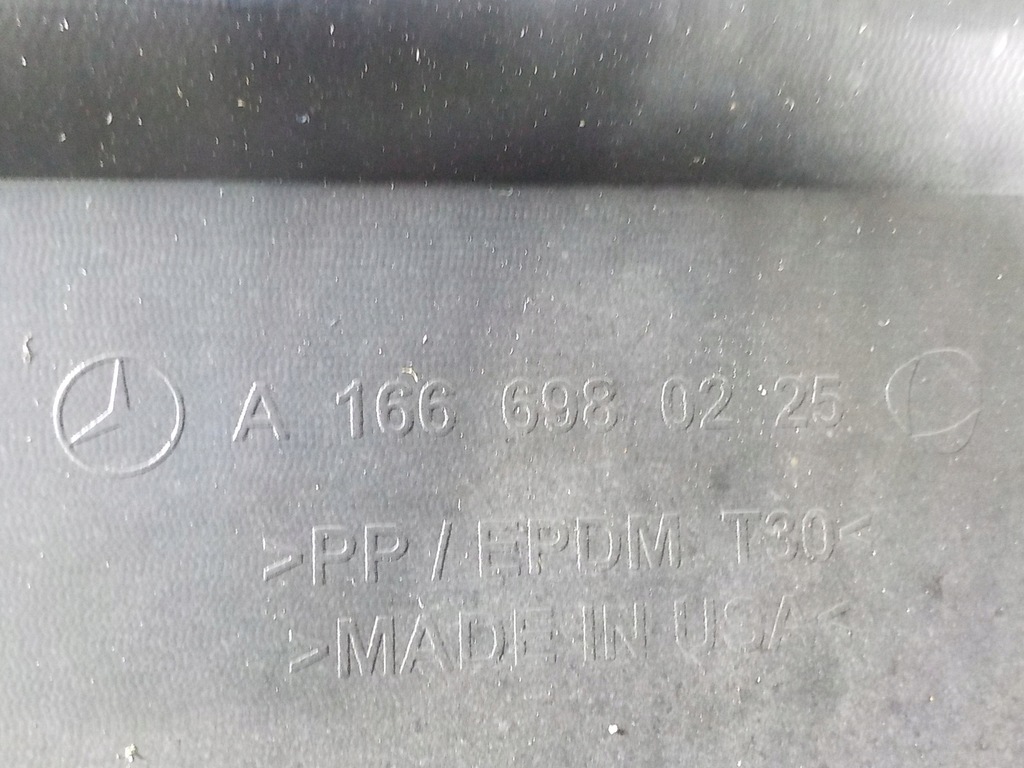 A 166 698 02 25
>PP / EPDM T30<
>MADE IN USA<